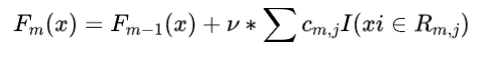 F_m(x) = F_{m-1}(x) + ν * ∑ c_{m,j} I(xi ∈ R_{m,j})